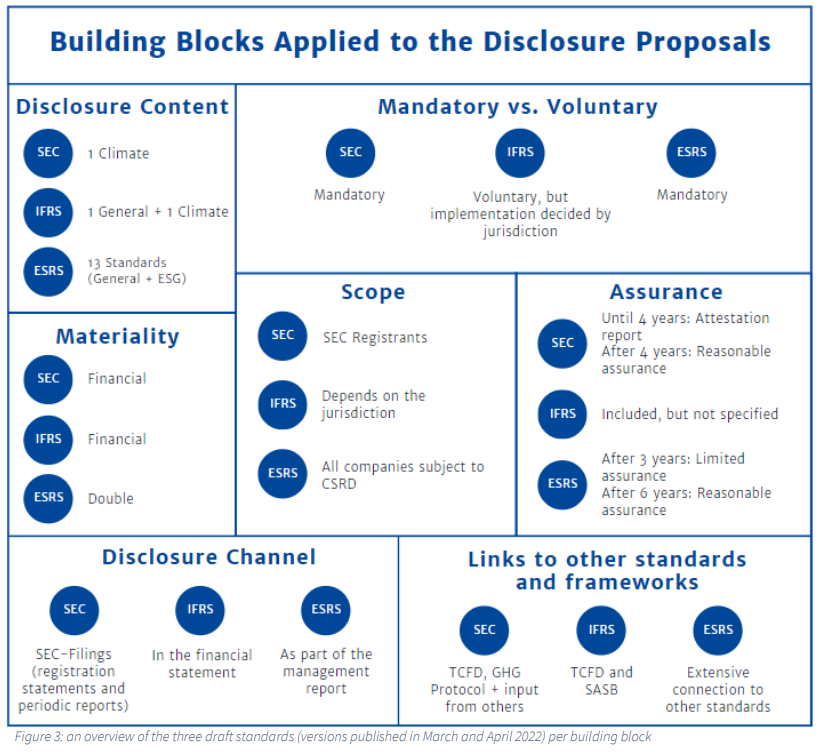 Building Blocks Applied to the Disclosure Proposals
Disclosure Content
SEC
1 Climate
IFRS
1 General + 1 Climate
ESRS
13 Standards
(General + ESG)
Mandatory vs. Voluntary
SEC
Mandatory
IFRS
Voluntary, but
implementation decided by
jurisdiction
ESRS
Mandatory
Materiality
SEC
Financial
IFRS
Financial
ESRS
Double
Scope
SEC
SEC Registrants
IFRS
Depends on the
jurisdiction
ESRS
All companies subject to
CSRD
Assurance
SEC
Until 4 years: Attestation
report
After 4 years: Reasonable
assurance
IFRS
Included, but not specified
ESRS
After 3 years: Limited
assurance
After 6 years: Reasonable
assurance
Disclosure Channel
SEC
SEC-Filings
(registration
statements and
periodic reports)
IFRS
In the financial
statement
ESRS
As part of the
management
report
Links to other standards
and frameworks
SEC
TCFD, GHG
Protocol + input
from others
IFRS
TCFD and
SASB
ESRS
Extensive
connection to
other standards
Figure 3: an overview of the three draft standards (versions published in March and April 2022) per building block